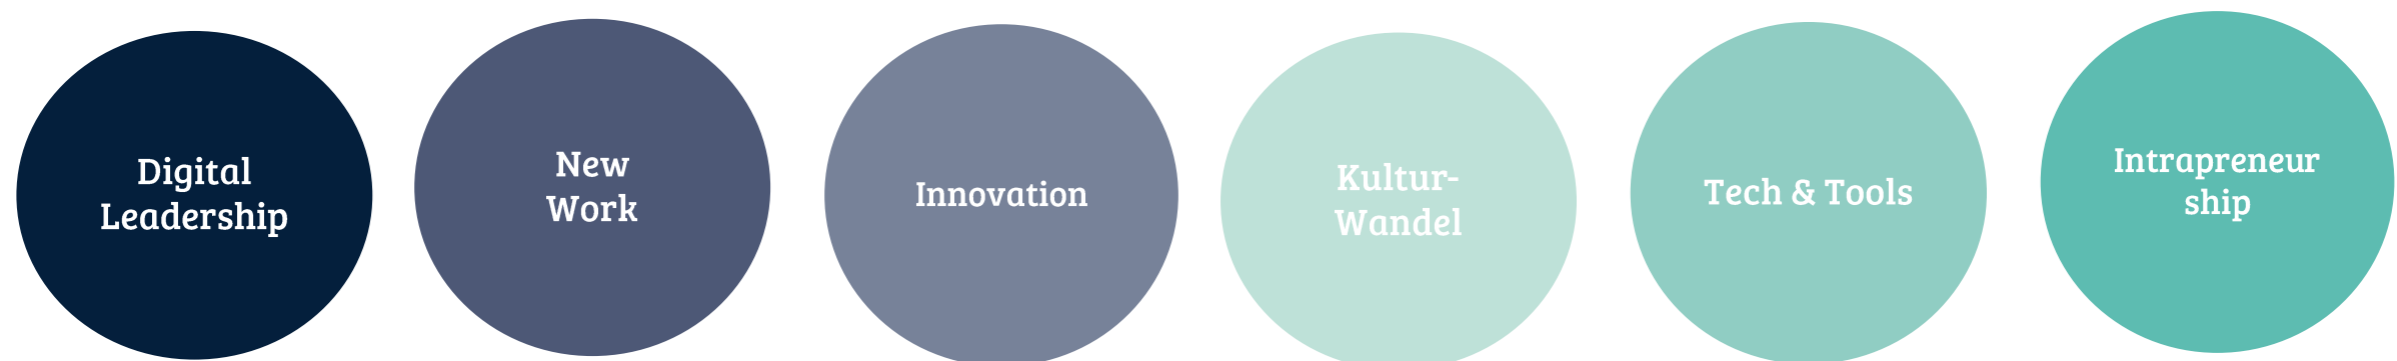 Digital
Leadership
New
Work
Innovation
Kultur-
Wandel
Tech & Tools
Intrapreneur
ship